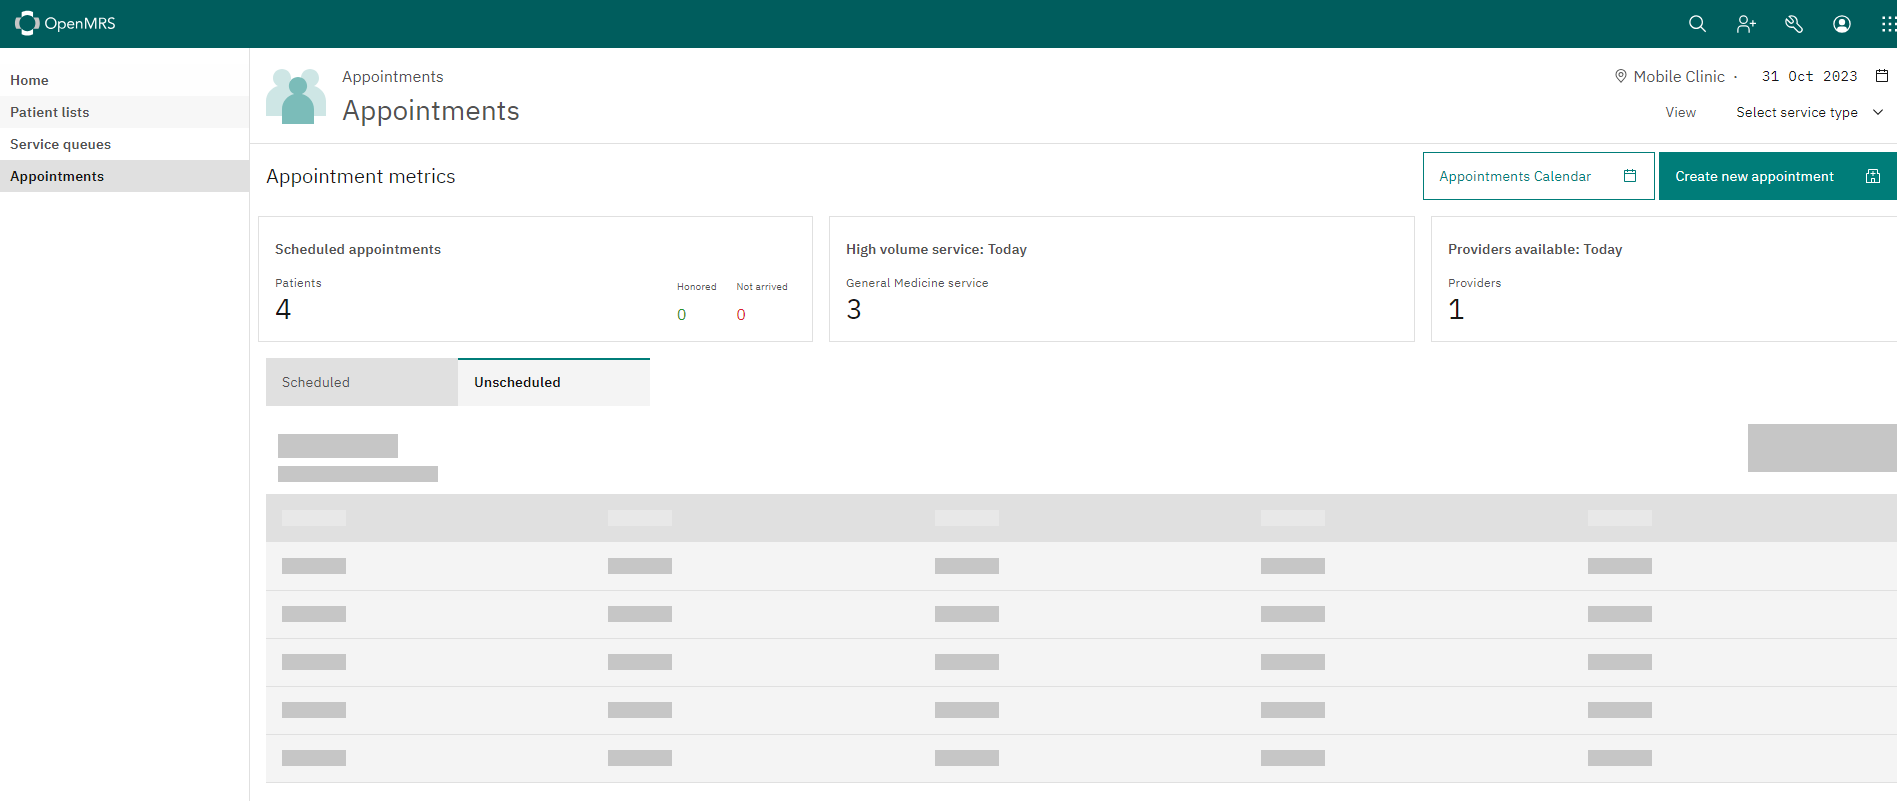 OpenMRS
Home
Patient lists
Service queues
Appointments
Appointments
Appointments
Mobile Clinic · 31 Oct 2023
View Select service type
Appointment metrics
Appointments Calendar
Create new appointment
Scheduled appointments
Patients
4
Honored
0
Not arrived
0
High volume service: Today
General Medicine service
3
Providers available: Today
Providers
1
Scheduled
Unscheduled